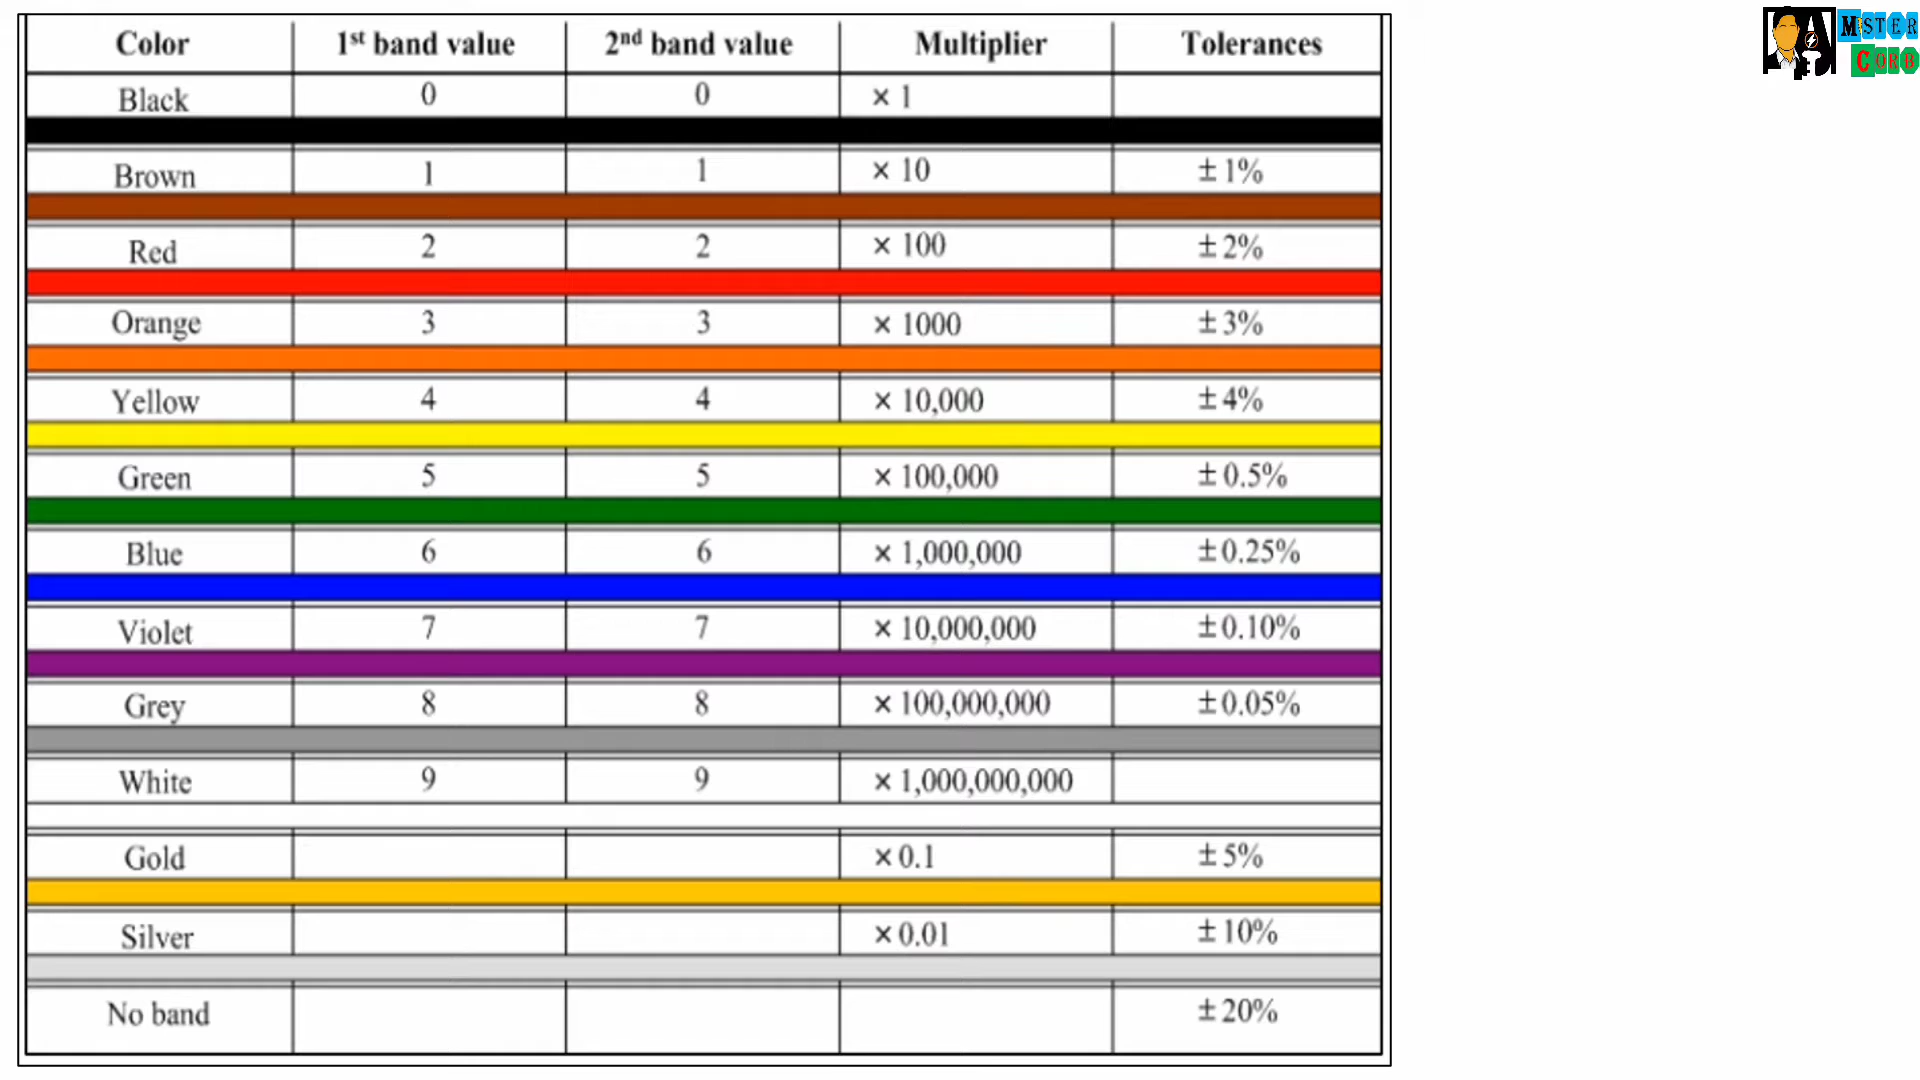 Color 1st band value 2nd band value Multiplier Tolerances
Black 0 0 × 1
Brown 1 1 × 10 ± 1%
Red 2 2 × 100 ± 2%
Orange 3 3 × 1000 ± 3%
Yellow 4 4 × 10,000 ± 4%
Green 5 5 × 100,000 ± 0.5%
Blue 6 6 × 1,000,000 ± 0.25%
Violet 7 7 × 10,000,000 ± 0.10%
Grey 8 8 × 100,000,000 ± 0.05%
White 9 9 × 1,000,000,000
Gold × 0.1 ± 5%
Silver × 0.01 ± 10%
No band ± 20%
MISTER
CORB